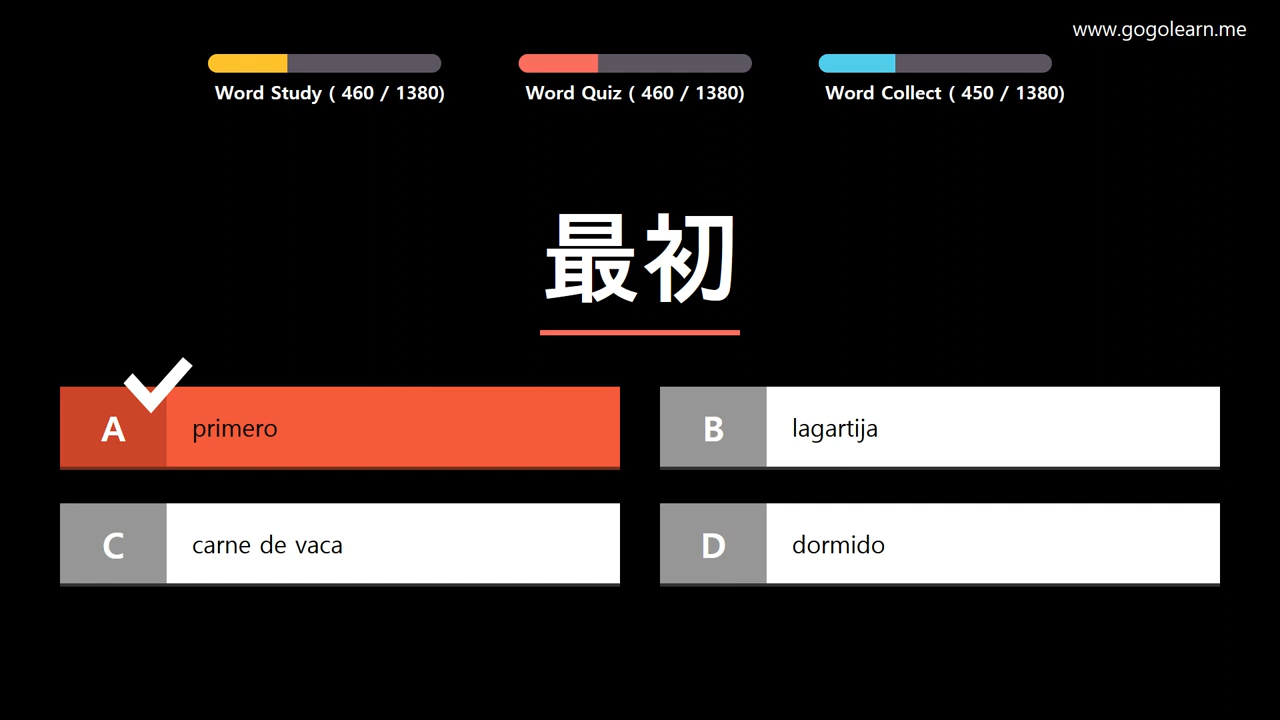 www.gogolearn.me
Word Study ( 460 / 1380)
Word Quiz ( 460 / 1380)
Word Collect ( 450 / 1380)
最初
A primero
B lagartija
C carne de vaca
D dormido